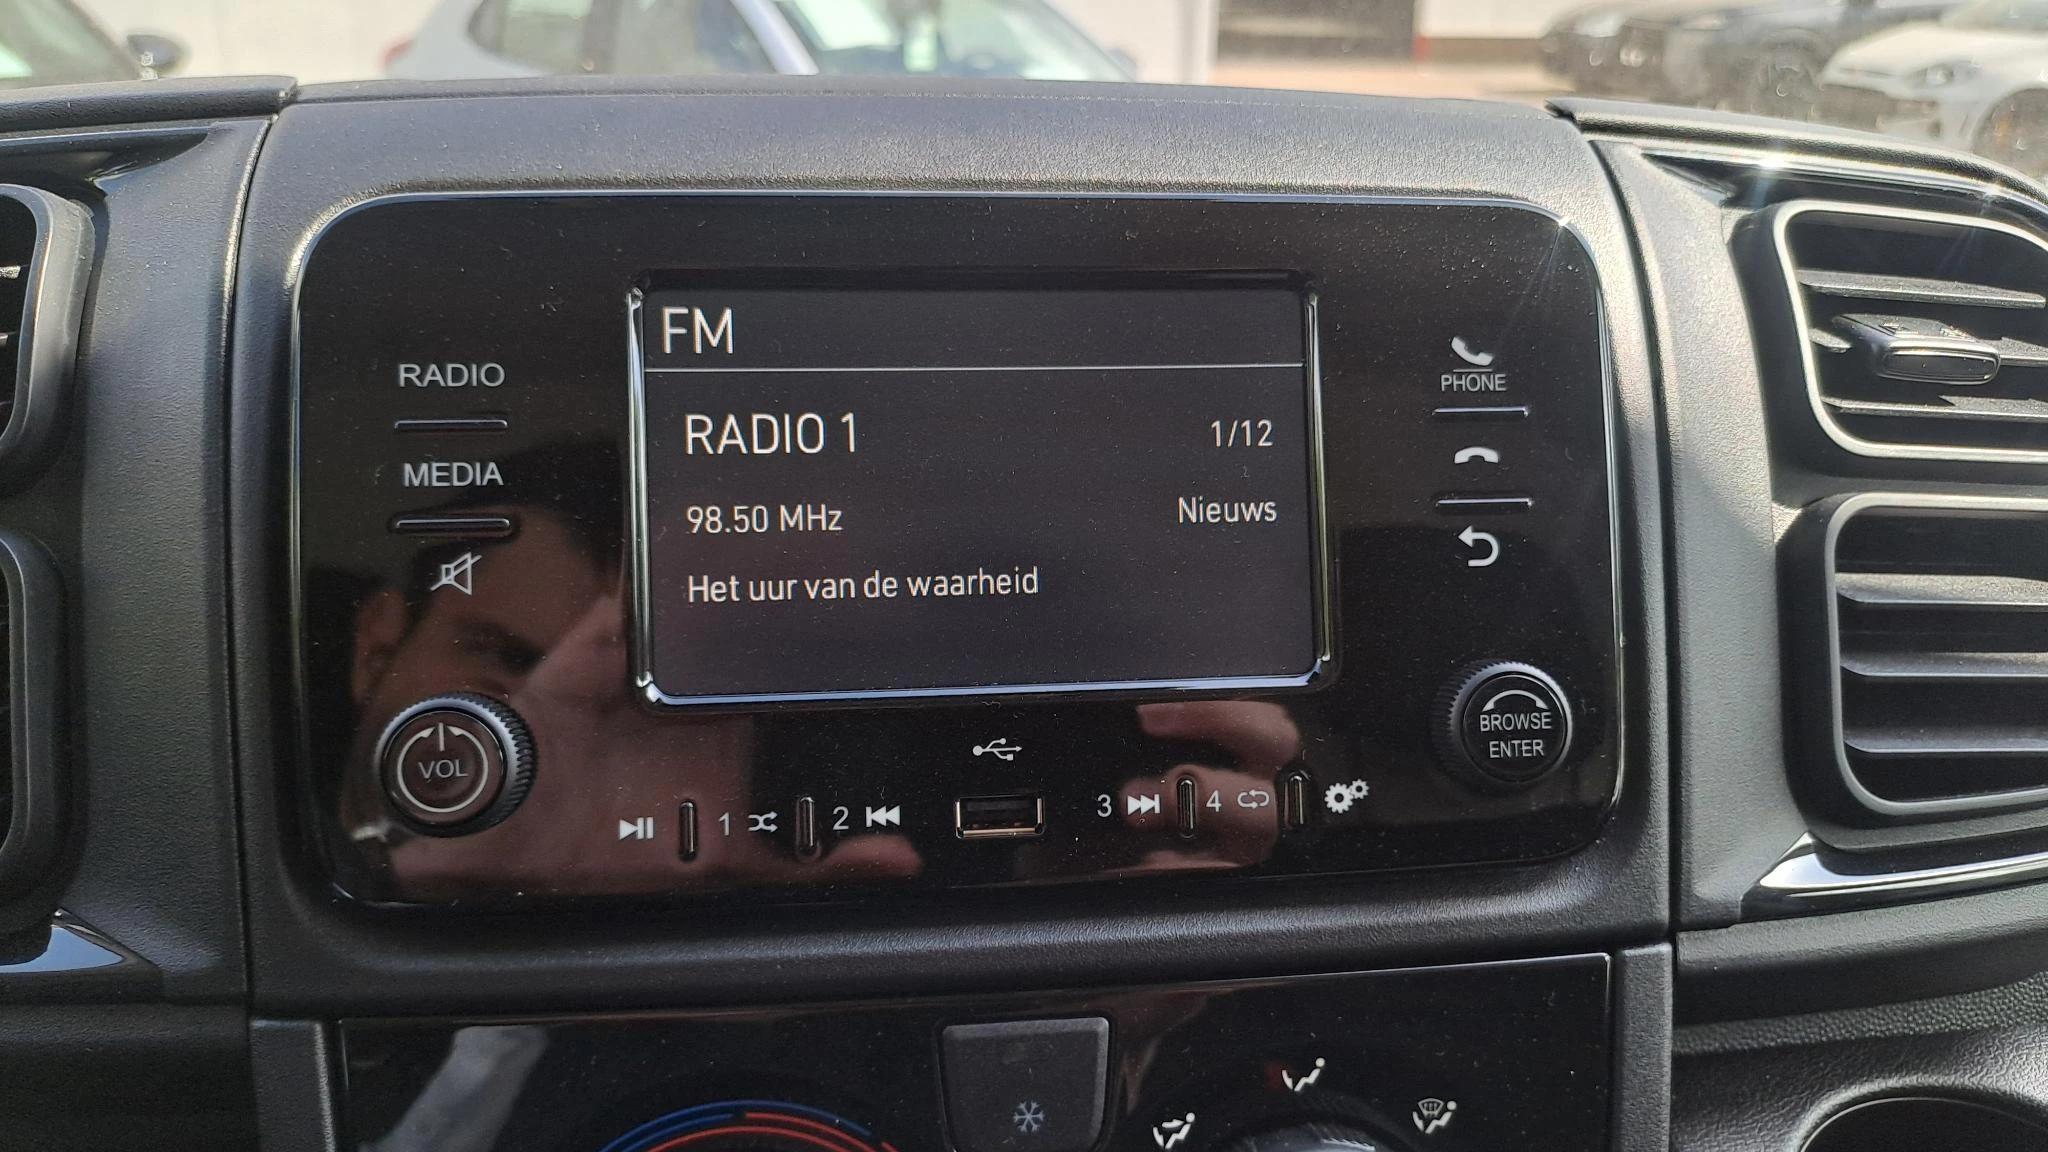 FM
RADIO 1
1/12
98.50 MHz
Nieuws
Het uur van de waarheid
RADIO
MEDIA
VOL
PHONE
BROWSE
ENTER
1
2
3
4